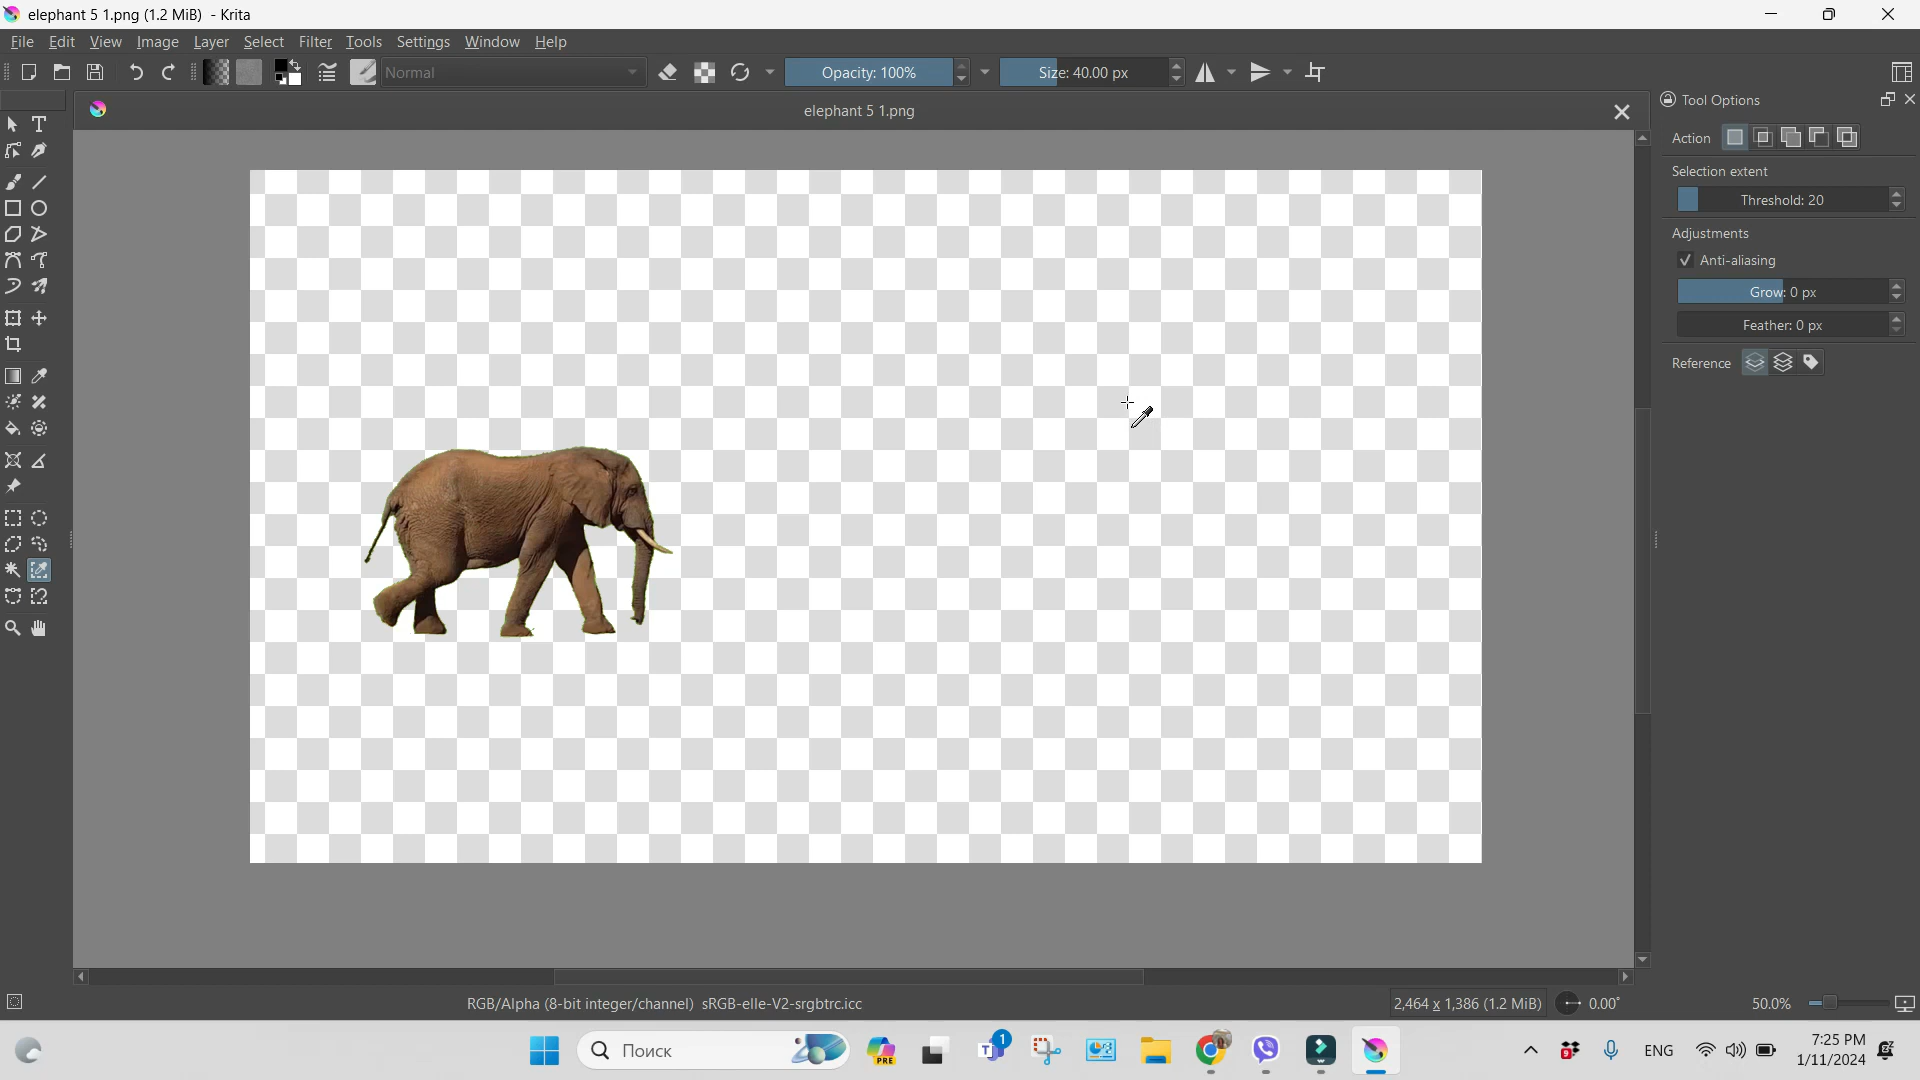 elephant 5 1.png (1.2 MiB) - Krita
File Edit View Image Layer Select Filter Tools Settings Window Help
Normal Opacity: 100% Size: 40.00 px
elephant 5 1.png
Tool Options
Action
Selection extent
Threshold: 20
Adjustments
Anti-aliasing
Grow: 0 px
Feather: 0 px
Reference
RGB/Alpha (8-bit integer/channel) sRGB-elle-V2-srgbtrc.icc 2,464 x 1,386 (1.2 MiB) 0.00° 50.0%
Поиск PRE 1 9 ENG 7:25 PM
1/11/2024